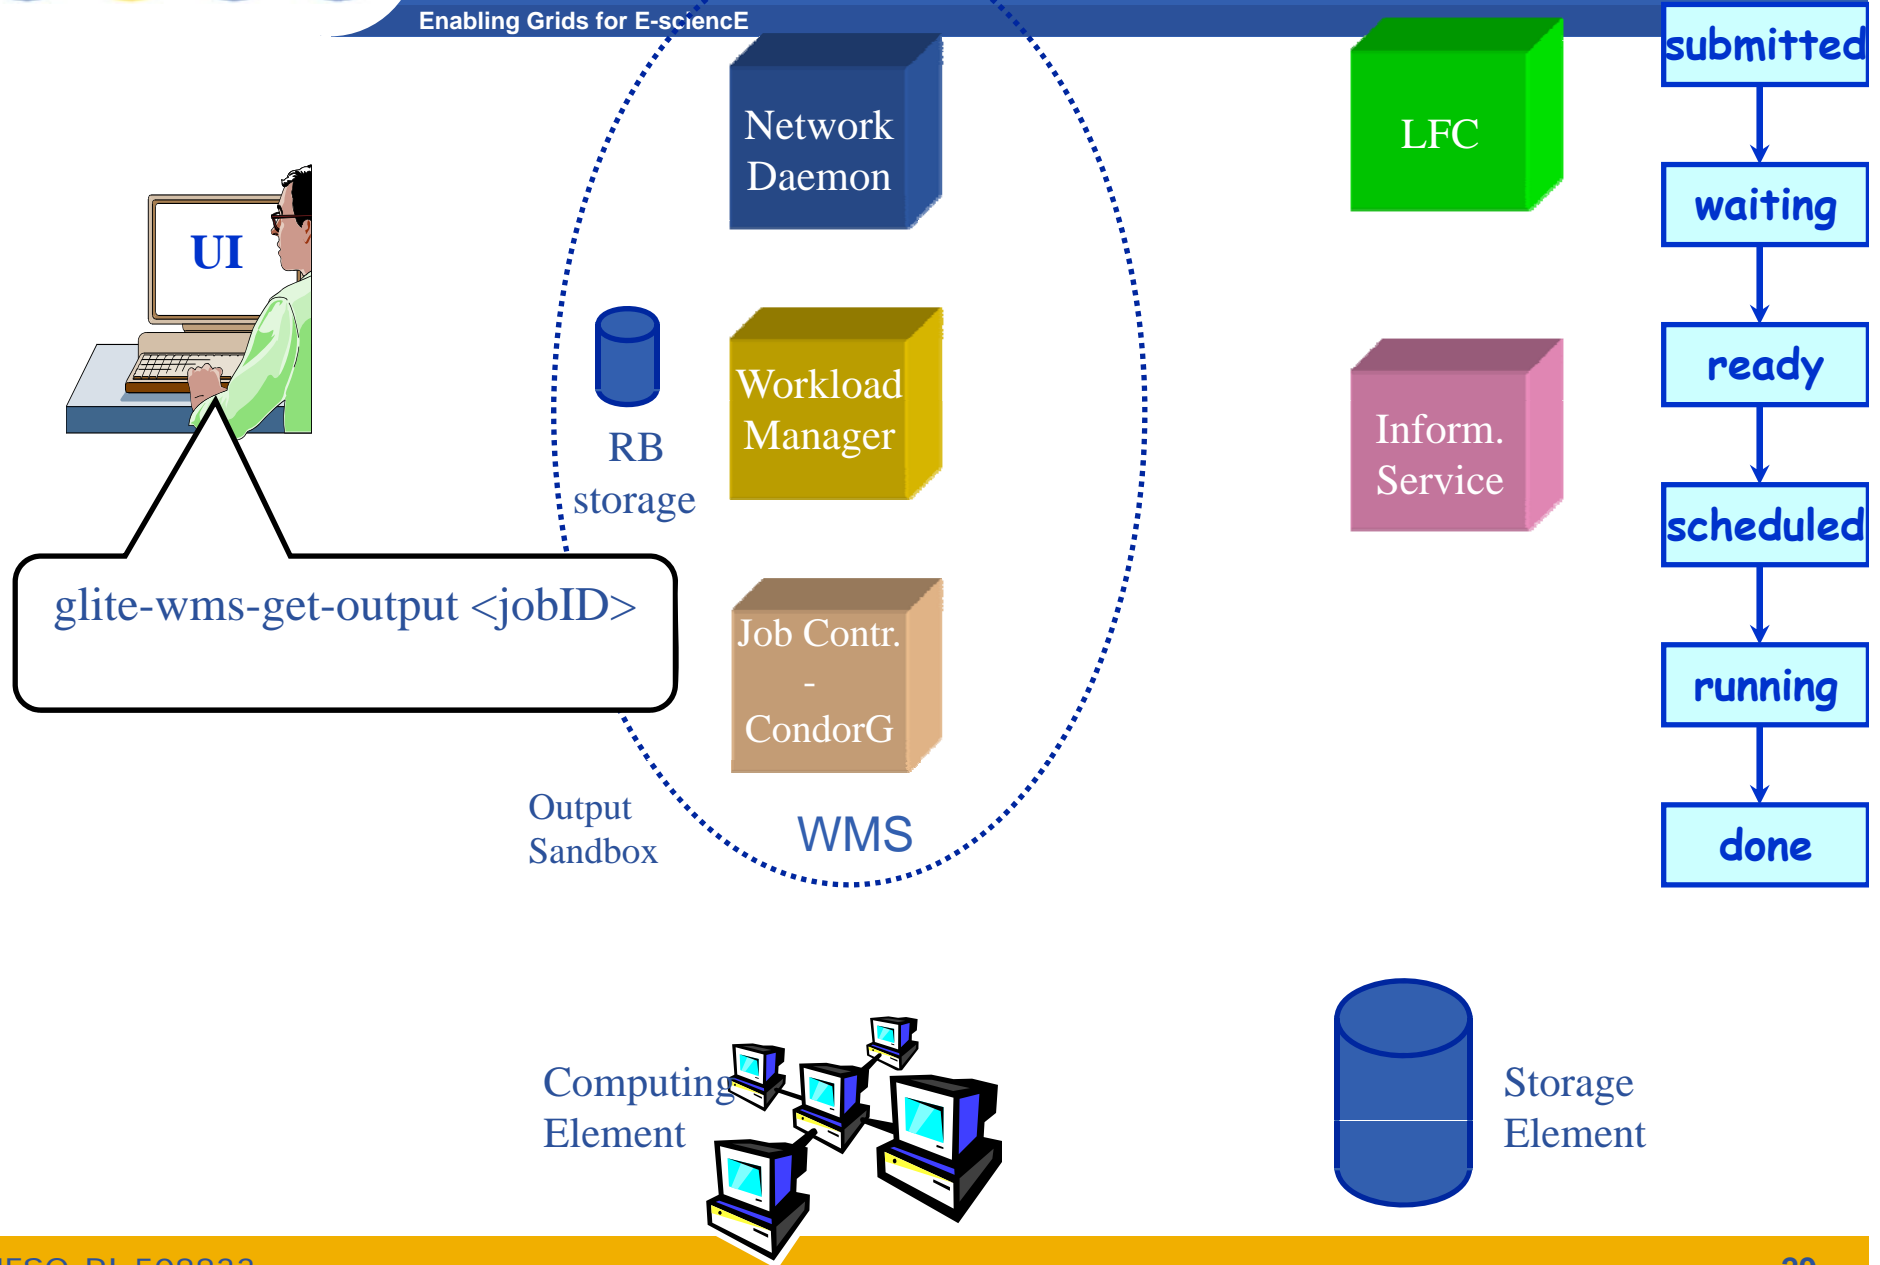 Enabling Grids for E-sciencE
submitted
Network
Daemon
LFC
waiting
UI
ready
Workload
Manager
RB
storage
Inform.
Service
scheduled
glite-wms-get-output <jobID>
Job Contr.
-
CondorG
running
Output
Sandbox
WMS
done
Computing
Element
Storage
Element